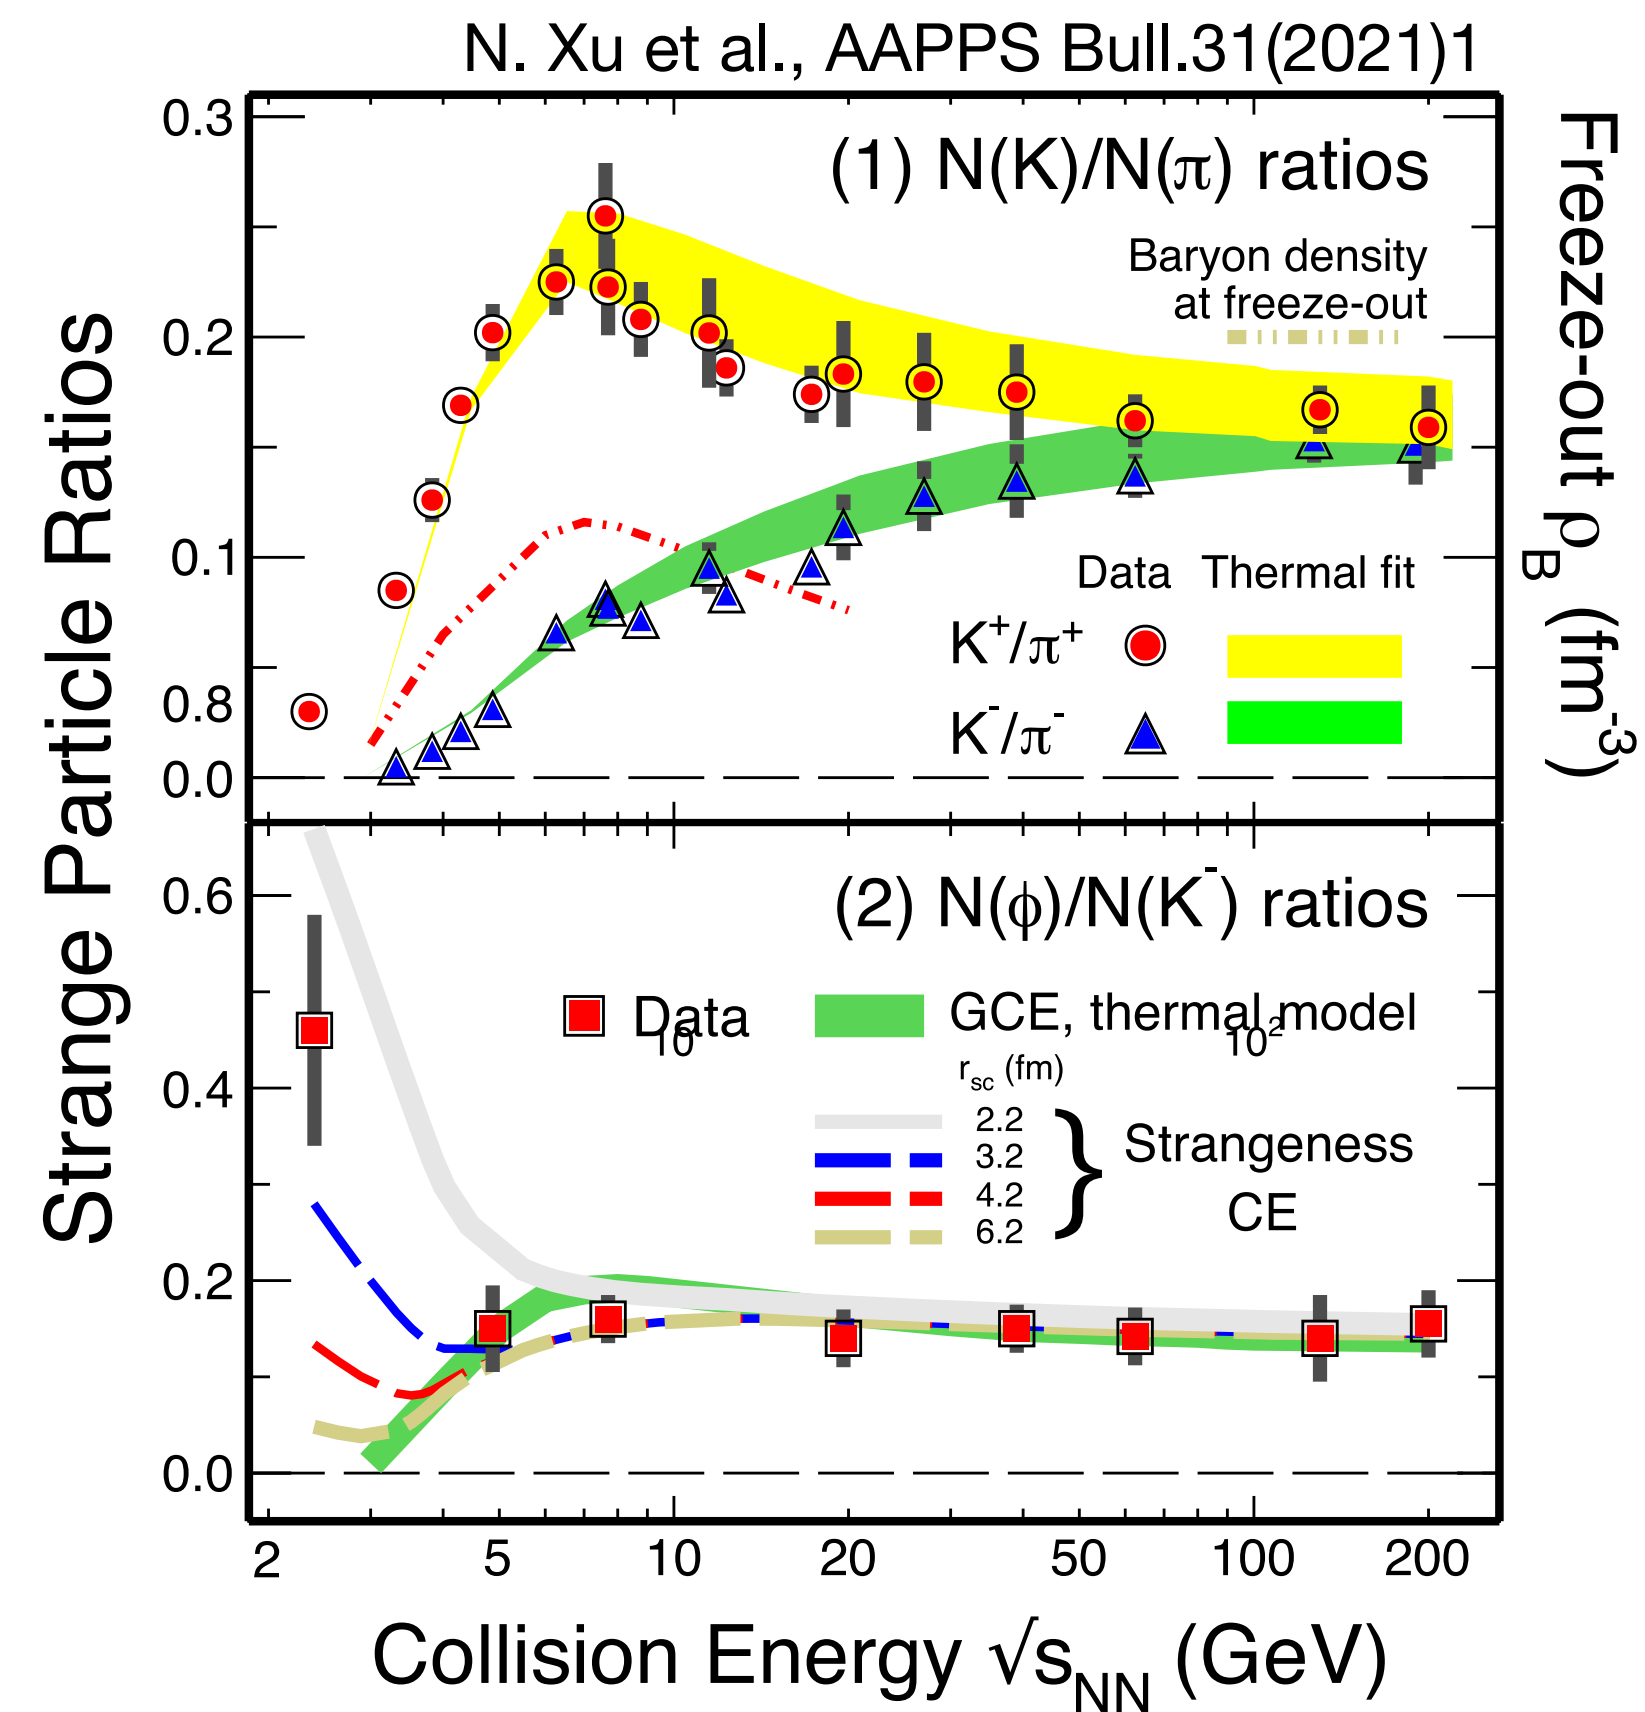 N. Xu et al., AAPPS Bull.31(2021)1
Strange Particle Ratios
Freeze-out ρB (fm-3)
0.3
0.2
0.1
0.8
0.0
(1) N(K)/N(π) ratios
Baryon density
at freeze-out
Data Thermal fit
K+/π+
K-/π-
0.6
0.4
0.2
0.0
(2) N(ϕ)/N(K-) ratios
Data
GCE, thermal model
10
10²
rsc (fm)
2.2
3.2
4.2
6.2
}
Strangeness
CE
2 5 10 20 50 100 200
Collision Energy √sNN (GeV)